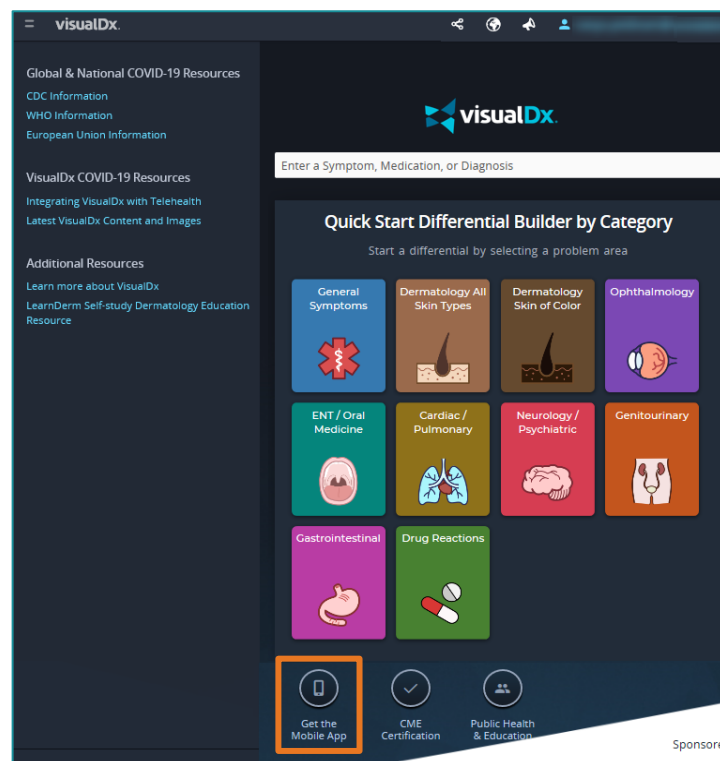 visualDx.
Global & National COVID-19 Resources
CDC Information
WHO Information
European Union Information
VisualDx COVID-19 Resources
Integrating VisualDx with Telehealth
Latest VisualDx Content and Images
Additional Resources
Learn more about VisualDx
LearnDerm Self-study Dermatology Education
Resource
visualDx.
Enter a Symptom, Medication, or Diagnosis
Quick Start Differential Builder by Category
Start a differential by selecting a problem area
General
Symptoms
Dermatology All
Skin Types
Dermatology
Skin of Color
Ophthalmology
ENT / Oral
Medicine
Cardiac /
Pulmonary
Neurology /
Psychiatric
Genitourinary
Gastrointestinal
Drug Reactions
Get the
Mobile App
CME
Certification
Public Health
& Education
Sponsore